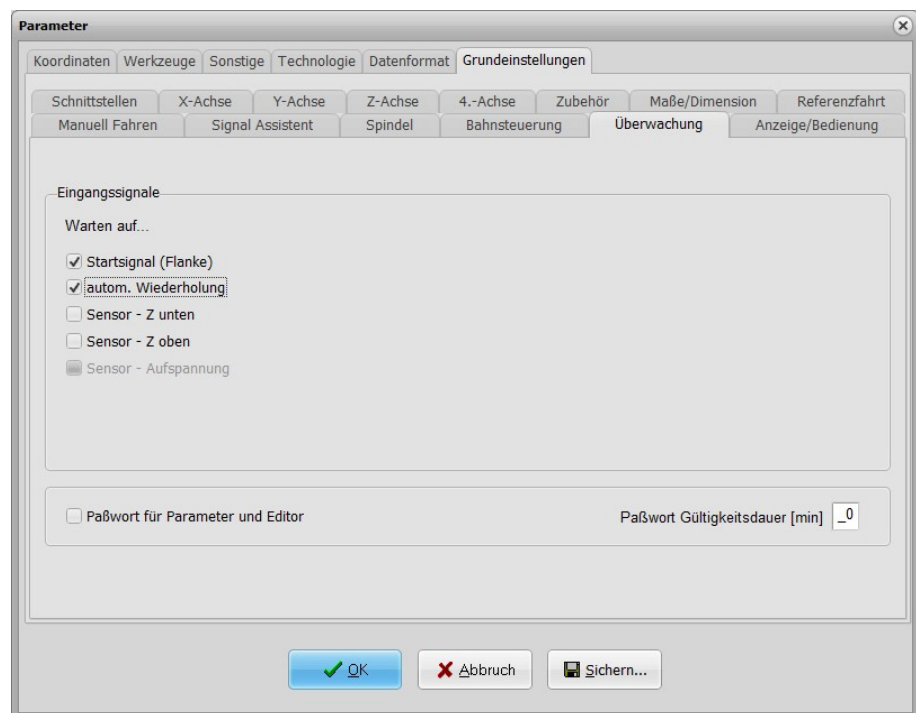 Parameter
Koordinaten Werkzeuge Sonstige Technologie Datenformat Grundeinstellungen
Schnittstellen X-Achse Y-Achse Z-Achse 4.-Achse Zubehör Maße/Dimension Referenzfahrt
Manuell Fahren Signal Assistent Spindel Bahnsteuerung Überwachung Anzeige/Bedienung
Eingangssignale
Warten auf...
Startsignal (Flanke)
autom. Wiederholung
Sensor - Z unten
Sensor - Z oben
Sensor - Aufspannung
Paßwort für Parameter und Editor Paßwort Gültigkeitsdauer [min] _0
OK Abbruch Sichern...